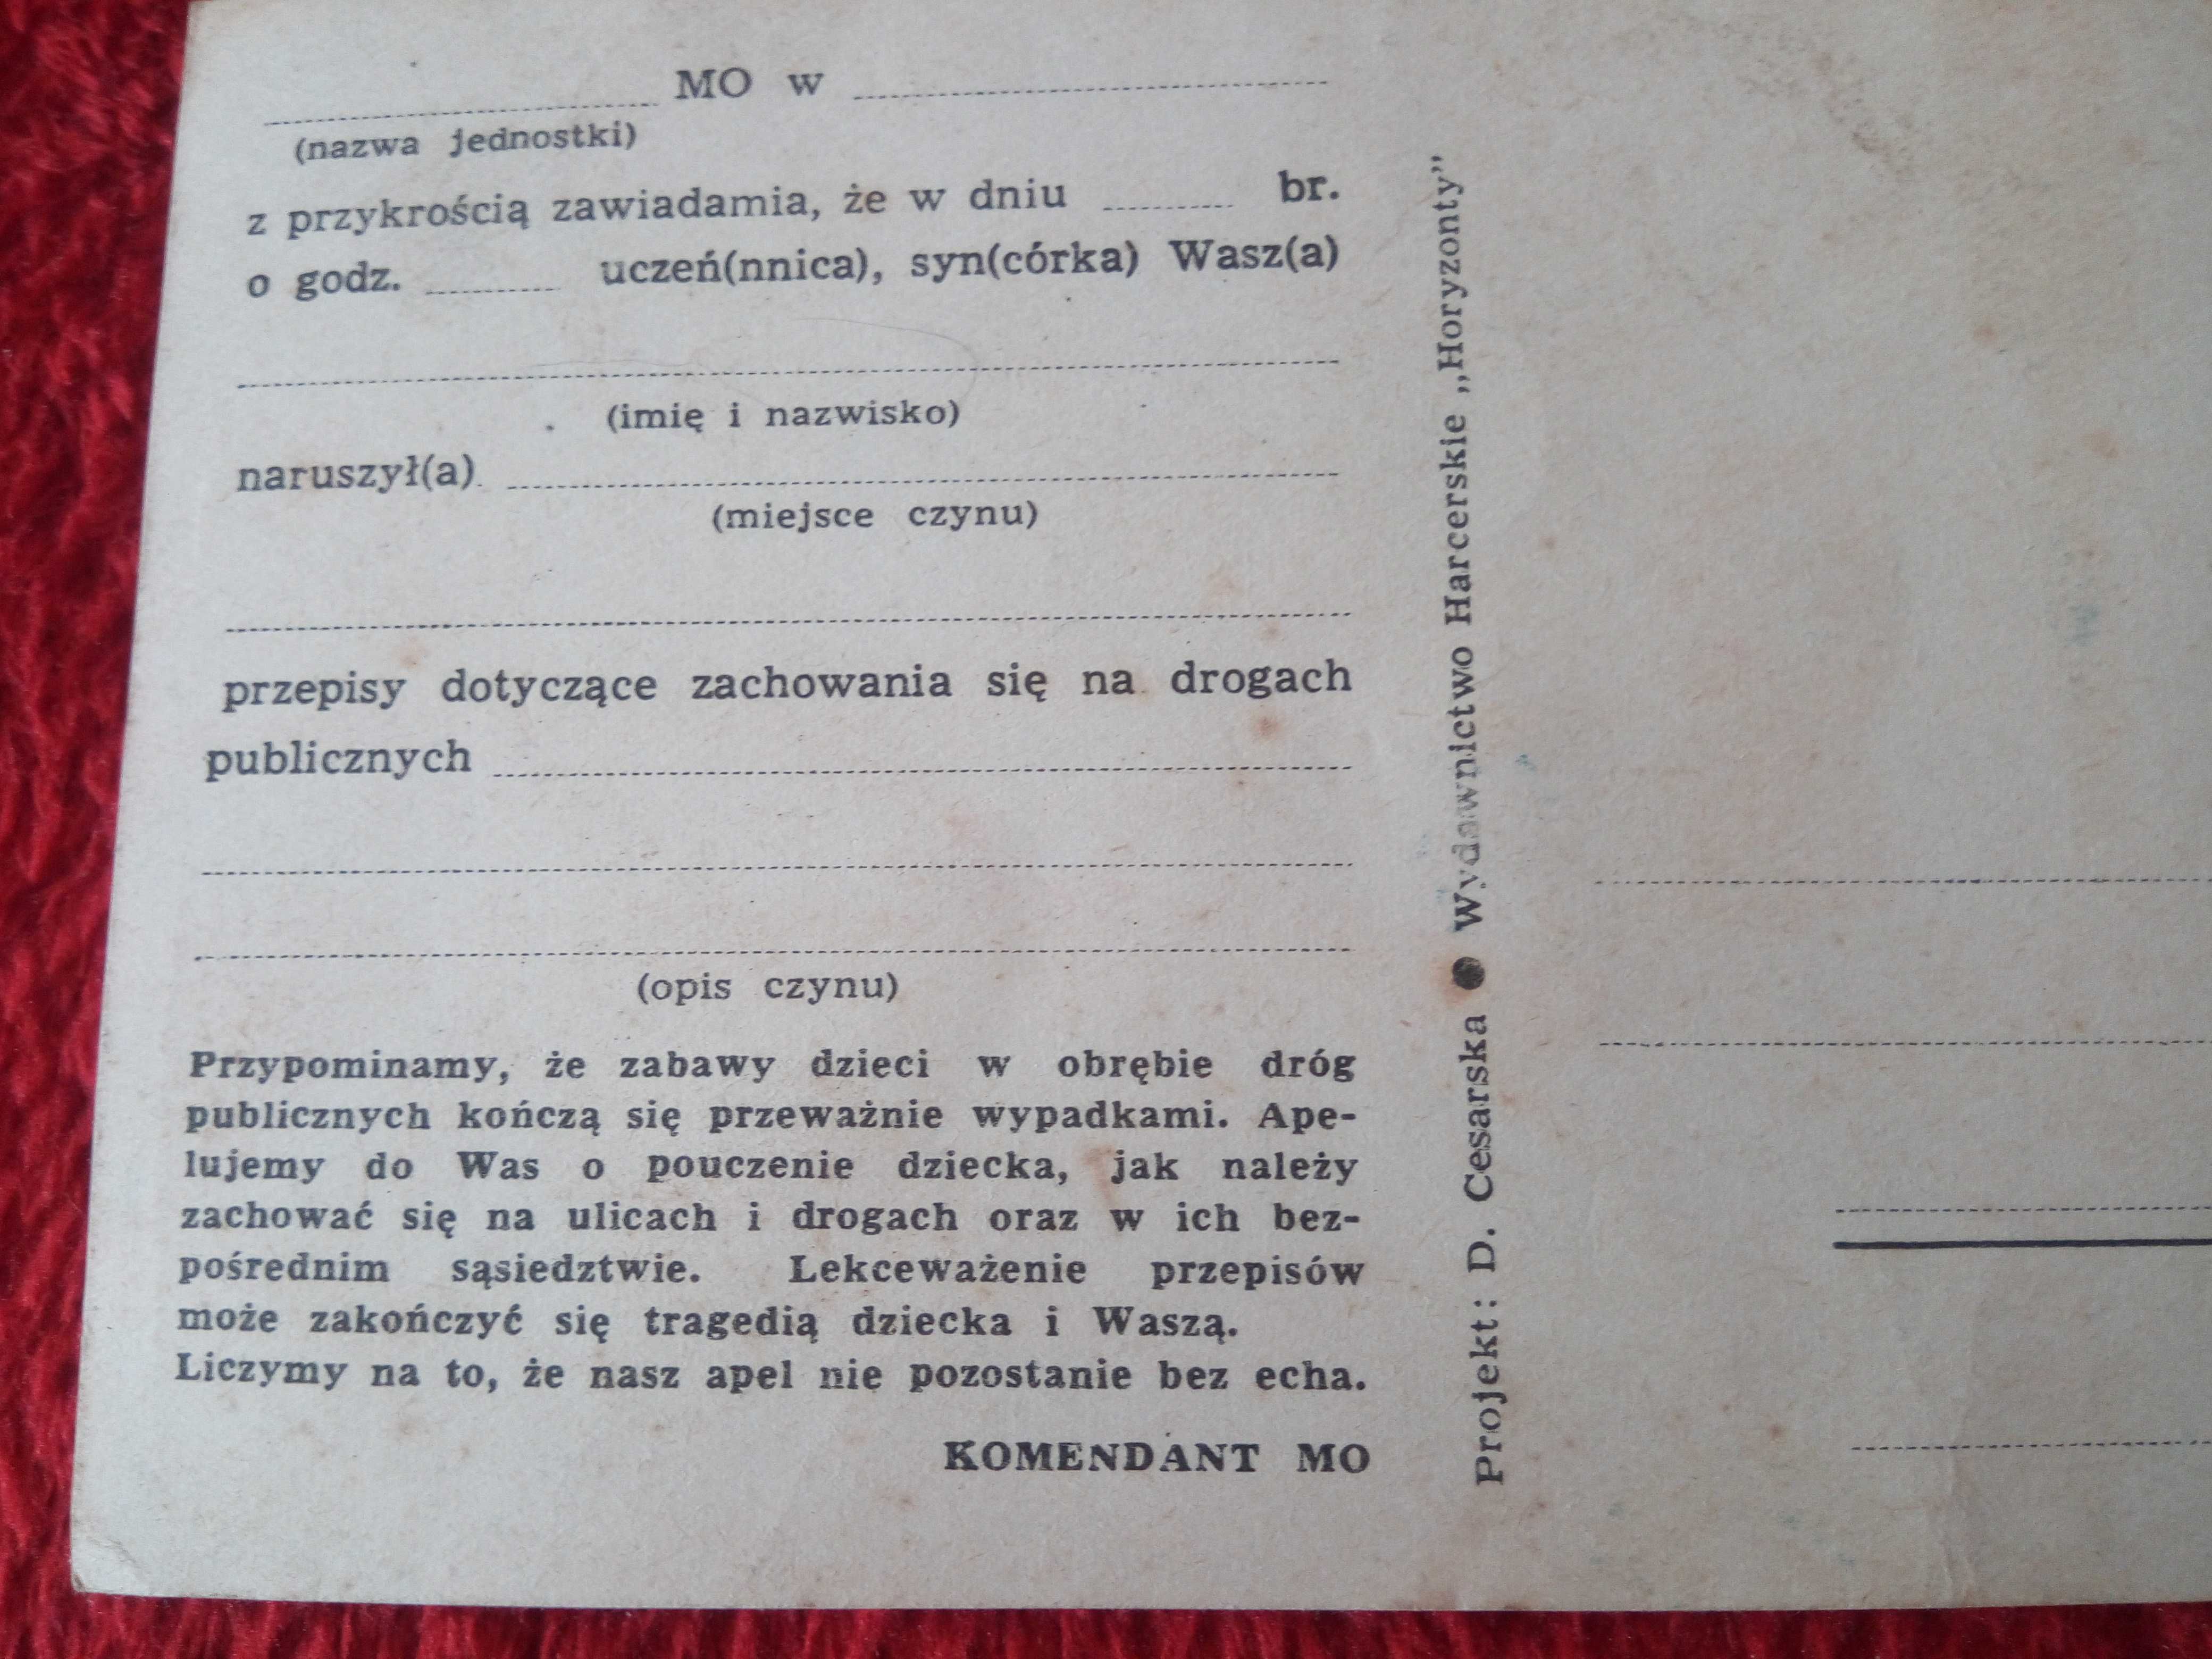 MO w
(nazwa jednostki)
z przykrością zawiadamia, że w dniu br.
o godz. uczeń(nnica), syn(córka) Wasz(a)
(imię i nazwisko)
naruszył(a)
(miejsce czynu)
przepisy dotyczące zachowania się na drogach
publicznych
(opis czynu)
Przypominamy, że zabawy dzieci w obrębie dróg
publicznych kończą się przeważnie wypadkami. Ape-
lujemy do Was o pouczenie dziecka, jak należy
zachować się na ulicach i drogach oraz w ich bez-
pośrednim sąsiedztwie. Lekceważenie przepisów
może zakończyć się tragedią dziecka i Waszą.
Liczymy na to, że nasz apel nie pozostanie bez echa.
KOMENDANT MO
Projekt: D. Cesarska ● Wydawnictwo Harcerskie „Horyzonty”